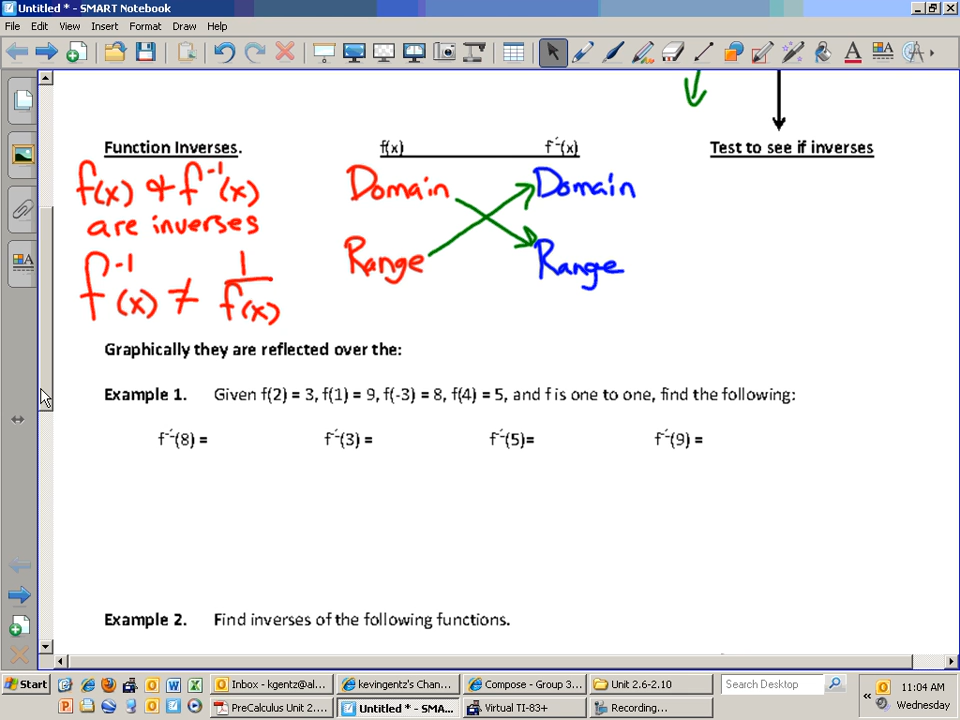 Untitled * - SMART Notebook
File Edit View Insert Format Draw Help
Function Inverses. f(x) f⁻¹(x) Test to see if inverses
f(x) & f⁻¹(x)
are inverses
f⁻¹(x) ≠ 1/f(x)
Domain Domain
Range Range
Graphically they are reflected over the:
Example 1. Given f(2) = 3, f(1) = 9, f(-3) = 8, f(4) = 5, and f is one to one, find the following:
f⁻¹(8) = f⁻¹(3) = f⁻¹(5)= f⁻¹(9) =
Example 2. Find inverses of the following functions.
Start Inbox - kgentz@al... kevingentz's Chan... Compose - Group 3... Unit 2.6-2.10 Search Desktop 11:04 AM
PreCalculus Unit 2.... Untitled * - SMA... Virtual TI-83+ Recording... Wednesday